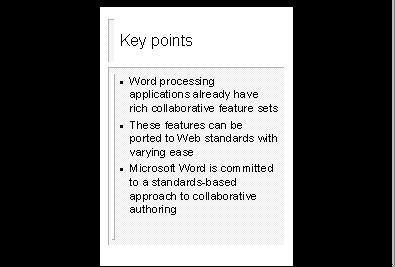 Key points
• Word processing
applications already have
rich collaborative feature sets
• These features can be
ported to Web standards with
varying ease
• Microsoft Word is committed
to a standards-based
approach to collaborative
authoring